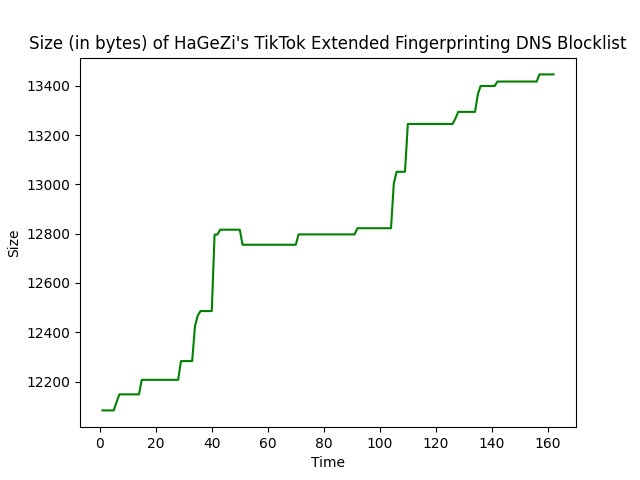 Size (in bytes) of HaGeZi's TikTok Extended Fingerprinting DNS Blocklist
13400
13200
13000
12800
12600
12400
12200
Size
0 20 40 60 80 100 120 140 160
Time